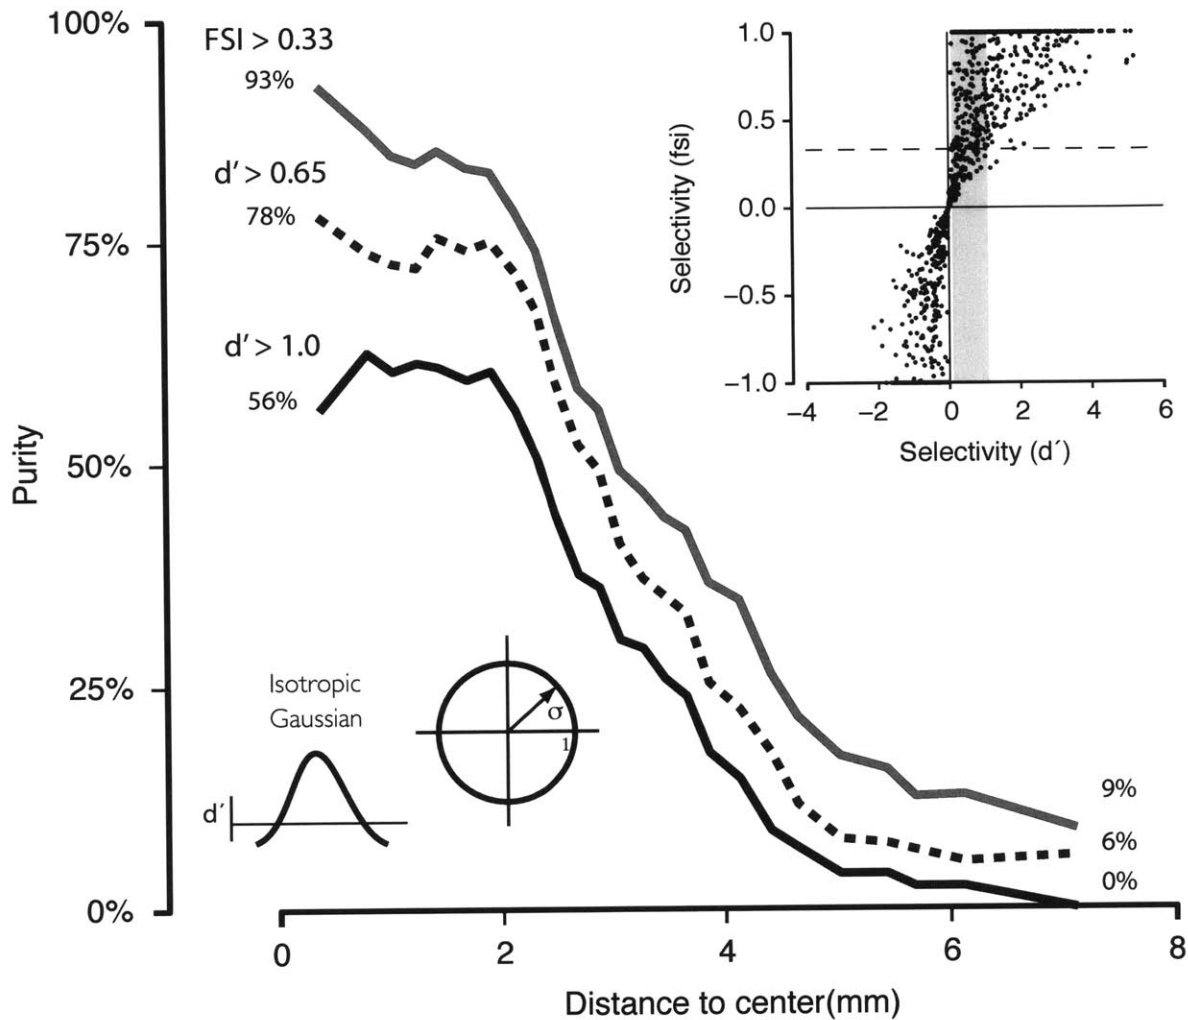 100%
75%
50%
25%
0%
Purity
FSI > 0.33
93%
d′ > 0.65
78%
d′ > 1.0
56%
Isotropic
Gaussian
d′
σ
1
9%
6%
0%
0
2
4
6
8
Distance to center(mm)
1.0
0.5
0.0
−0.5
−1.0
Selectivity (fsi)
−4
−2
0
2
4
6
Selectivity (d´)